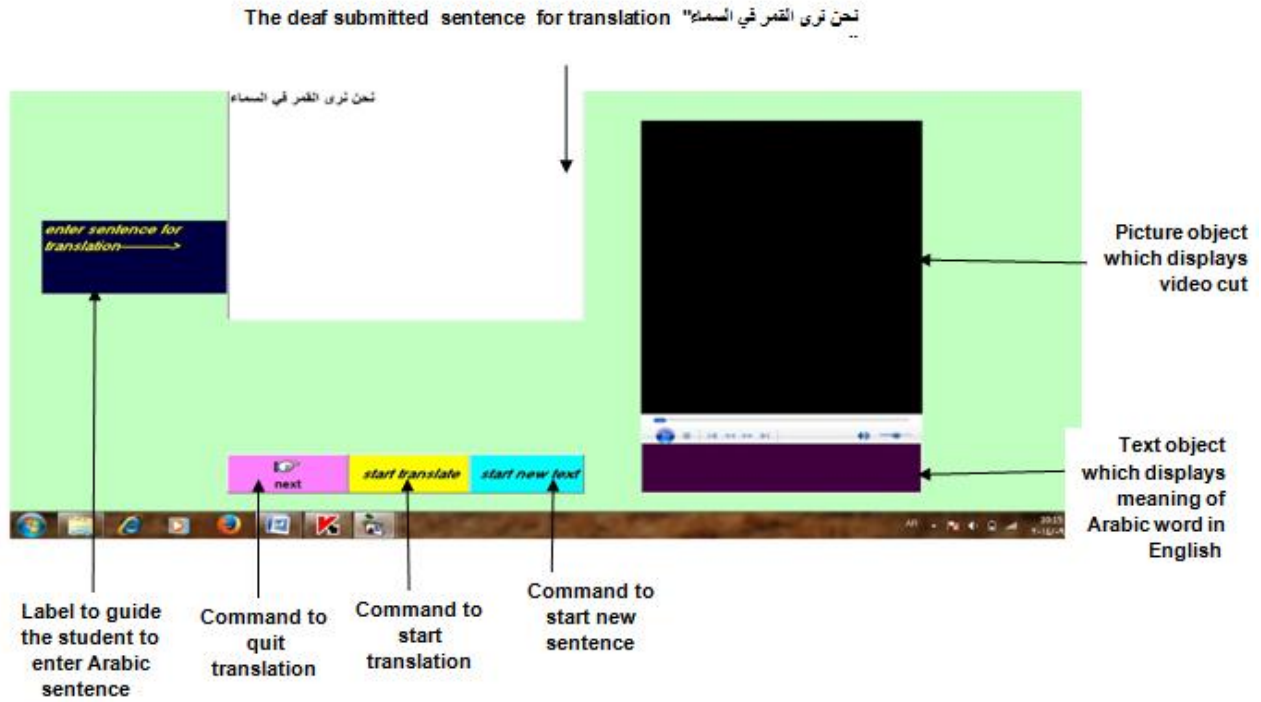 The deaf submitted sentence for translation "نحن نرى القمر في السماء"
نحن نرى القمر في السماء
enter sentence for
translation--------->
Picture object
which displays
video cut
Text object
which displays
meaning of
Arabic word in
English
next
start translate
start new text
AR
Label to guide
the student to
enter Arabic
sentence
Command to
quit
translation
Command to
start
translation
Command to
start new
sentence